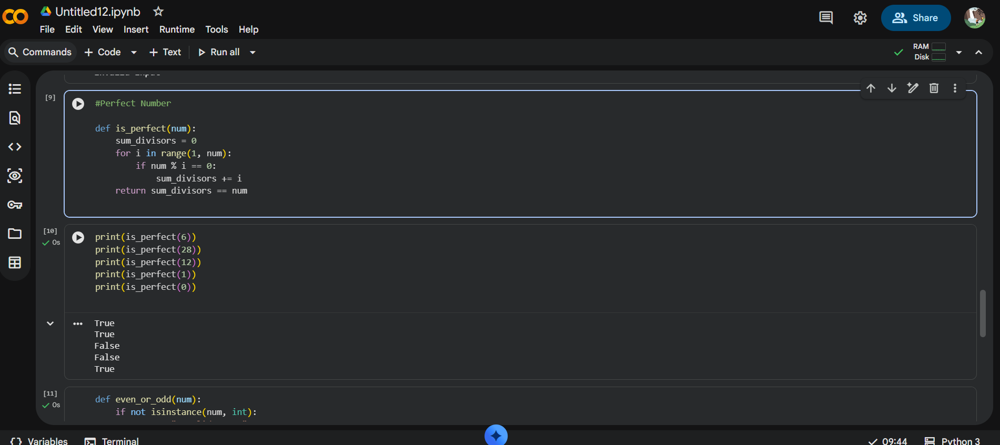 Untitled12.ipynb
File Edit View Insert Runtime Tools Help
Share
Commands + Code + Text Run all
RAM
Disk
[9]
#Perfect Number
def is_perfect(num):
    sum_divisors = 0
    for i in range(1, num):
        if num % i == 0:
            sum_divisors += i
    return sum_divisors == num
[10]
0s
print(is_perfect(6))
print(is_perfect(28))
print(is_perfect(12))
print(is_perfect(1))
print(is_perfect(0))
True
True
False
False
True
[11]
0s
def even_or_odd(num):
    if not isinstance(num, int):
{} Variables Terminal
09:44 Python 3